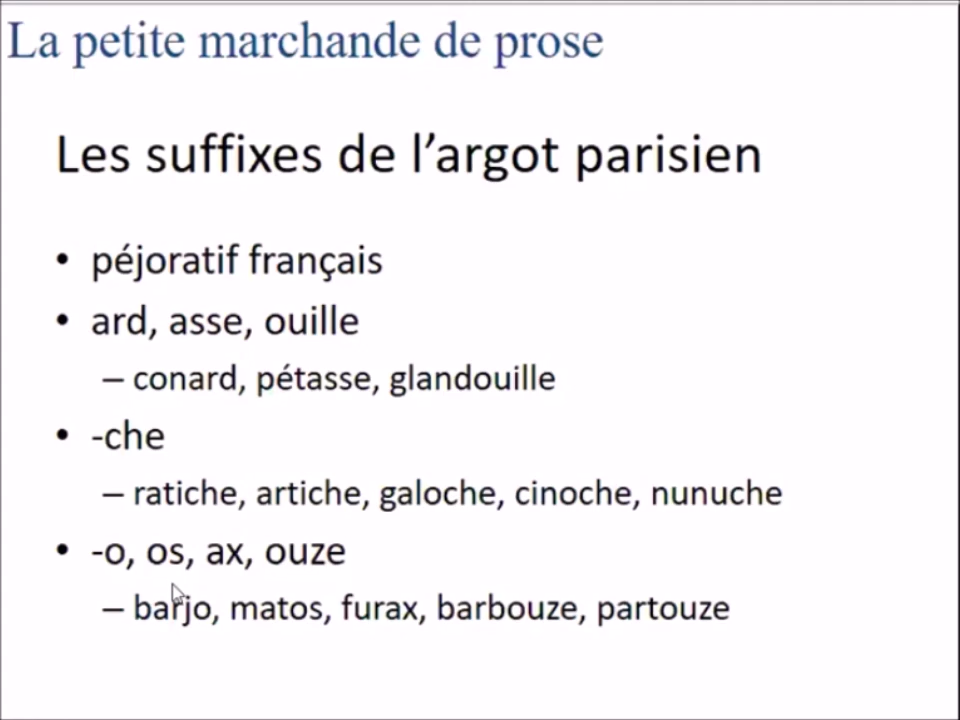 La petite marchande de prose
Les suffixes de l'argot parisien
• péjoratif français
• ard, asse, ouille
– conard, pétasse, glandouille
• -che
– ratiche, artiche, galoche, cinoche, nunuche
• -o, os, ax, ouze
– barjo, matos, furax, barbouze, partouze